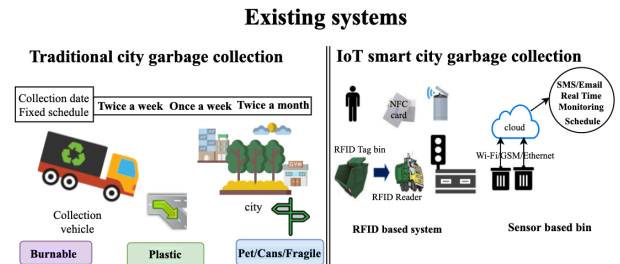 Existing systems
Traditional city garbage collection
Collection date
Fixed schedule
Twice a week Once a week Twice a month
Collection
vehicle
city
Burnable
Plastic
Pet/Cans/Fragile
IoT smart city garbage collection
NFC
card
RFID Tag bin
RFID Reader
RFID based system
SMS/Email
Real Time
Monitoring
Schedule
cloud
Wi-Fi/GSM/Ethernet
Sensor based bin